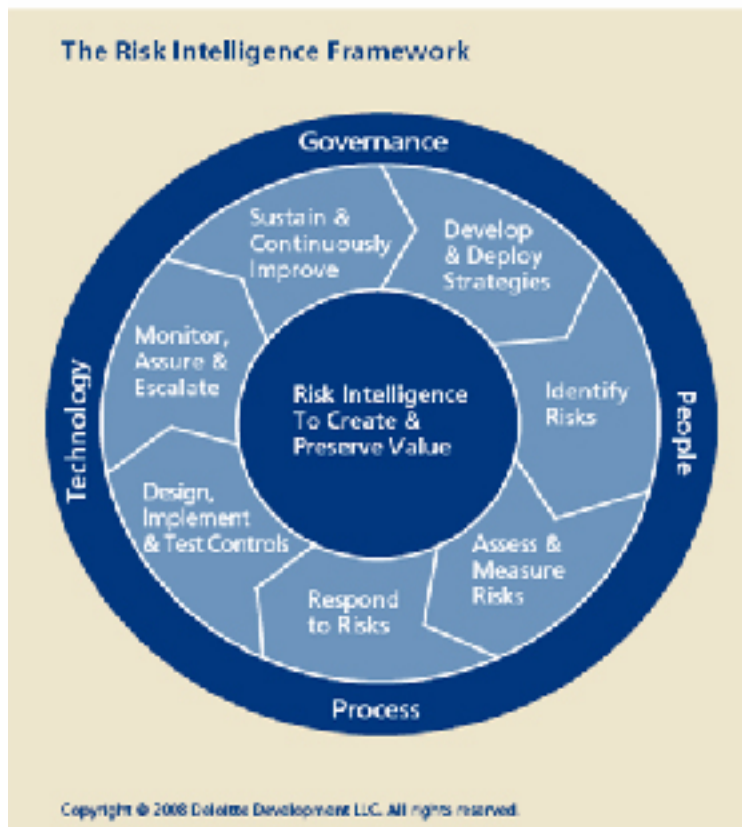 The Risk Intelligence Framework
Governance
Sustain &
Continuously
Improve
Develop
& Deploy
Strategies
Monitor,
Assure &
Escalate
Identify
Risks
Risk Intelligence
To Create &
Preserve Value
Technology
People
Design,
Implement
& Test Controls
Assess &
Measure
Risks
Respond
to Risks
Process
Copyright © 2008 Deloitte Development LLC. All rights reserved.